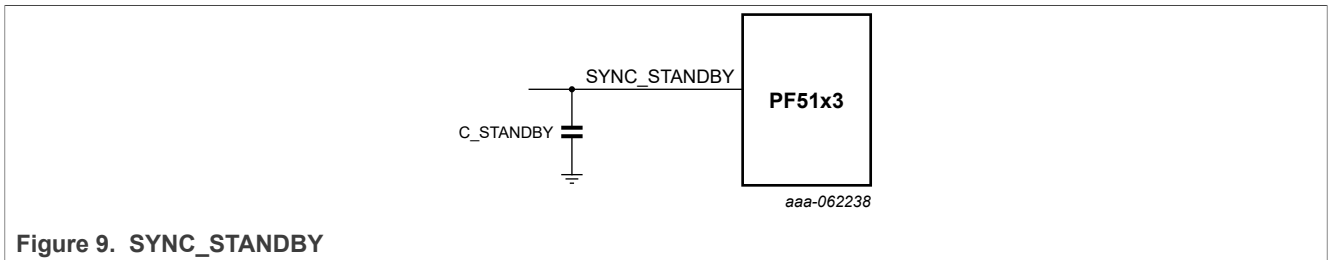 SYNC_STANDBY
PF51x3
C_STANDBY
aaa-062238
Figure 9. SYNC_STANDBY